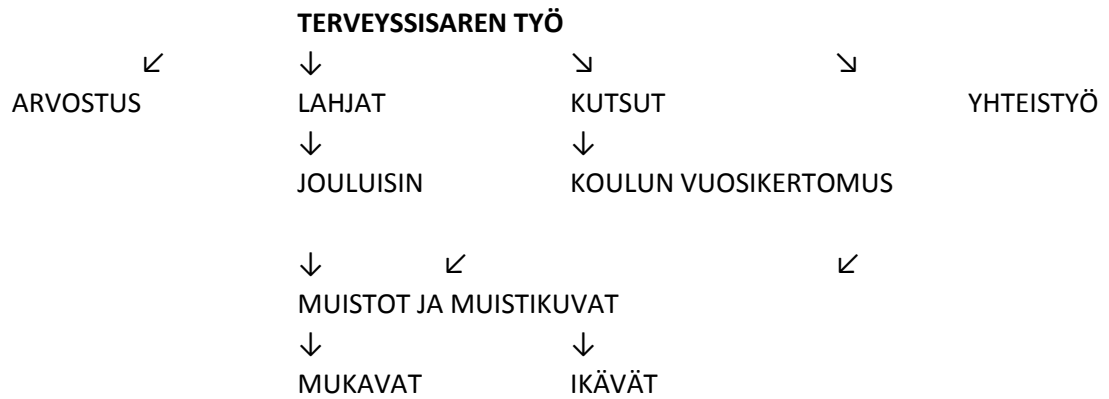 TERVEYSSISAREN TYÖ
↙ ↓ ↘ ↘
ARVOSTUS LAHJAT KUTSUT YHTEISTYÖ
↓ ↓
JOULUISIN KOULUN VUOSIKERTOMUS
↓ ↙ ↙
MUISTOT JA MUISTIKUVAT
↓ ↓
MUKAVAT IKÄVÄT